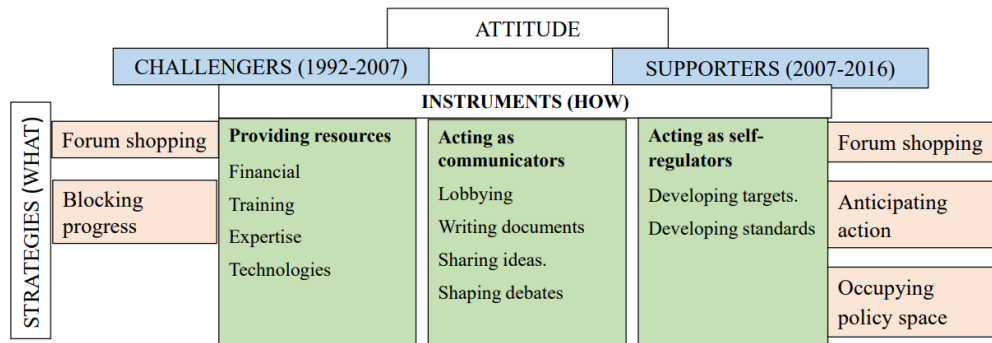 ATTITUDE
CHALLENGERS (1992-2007)
SUPPORTERS (2007-2016)
INSTRUMENTS (HOW)
STRATEGIES (WHAT)
Forum shopping
Blocking
progress
Providing resources
Financial
Training
Expertise
Technologies
Acting as
communicators
Lobbying
Writing documents
Sharing ideas.
Shaping debates
Acting as self-
regulators
Developing targets.
Developing standards
Forum shopping
Anticipating
action
Occupying
policy space